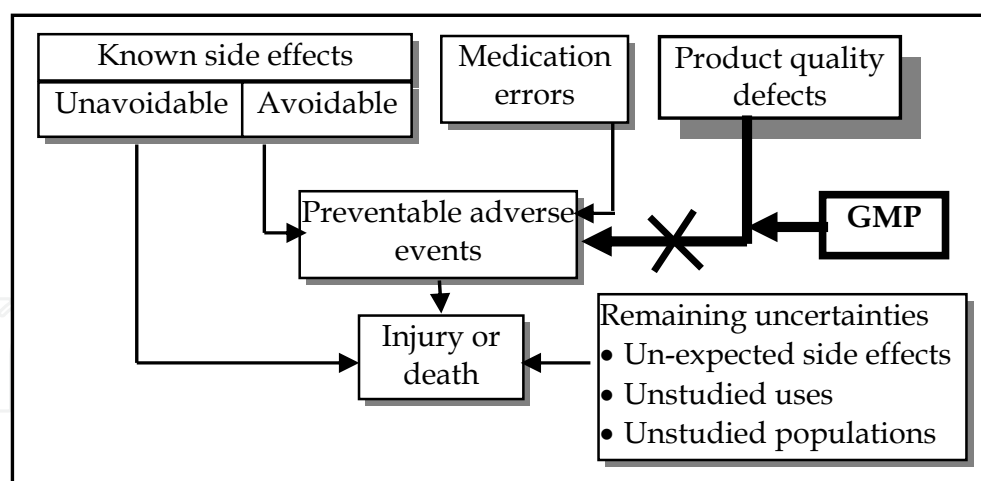 Known side effects
Unavoidable
Avoidable
Medication
errors
Product quality
defects
Preventable adverse
events
GMP
Injury or
death
Remaining uncertainties
• Un-expected side effects
• Unstudied uses
• Unstudied populations